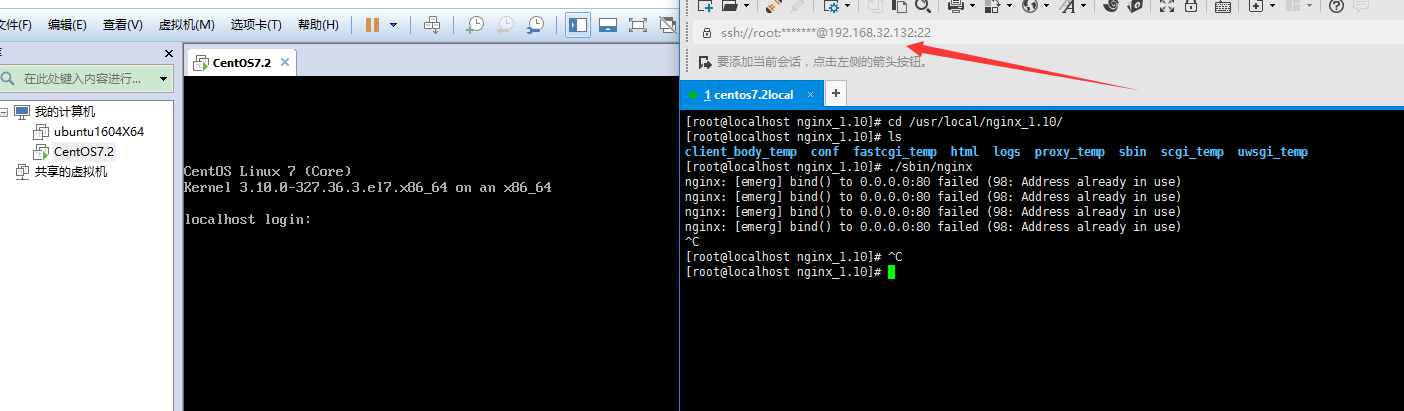 文件(F) 编辑(E) 查看(V) 虚拟机(M) 选项卡(T) 帮助(H)
在此处键入内容进行...
我的计算机
ubuntu1604X64
CentOS7.2
共享的虚拟机
CentOS7.2
CentOS Linux 7 (Core)
Kernel 3.10.0-327.36.3.el7.x86_64 on an x86_64
localhost login:
ssh://root:*******@192.168.32.132:22
要添加当前会话，点击左侧的箭头按钮。
1 centos7.2local
[root@localhost nginx_1.10]# cd /usr/local/nginx_1.10/
[root@localhost nginx_1.10]# ls
client_body_temp conf fastcgi_temp html logs proxy_temp sbin scgi_temp uwsgi_temp
[root@localhost nginx_1.10]# ./sbin/nginx
nginx: [emerg] bind() to 0.0.0.0:80 failed (98: Address already in use)
nginx: [emerg] bind() to 0.0.0.0:80 failed (98: Address already in use)
nginx: [emerg] bind() to 0.0.0.0:80 failed (98: Address already in use)
nginx: [emerg] bind() to 0.0.0.0:80 failed (98: Address already in use)
^C
[root@localhost nginx_1.10]# ^C
[root@localhost nginx_1.10]#